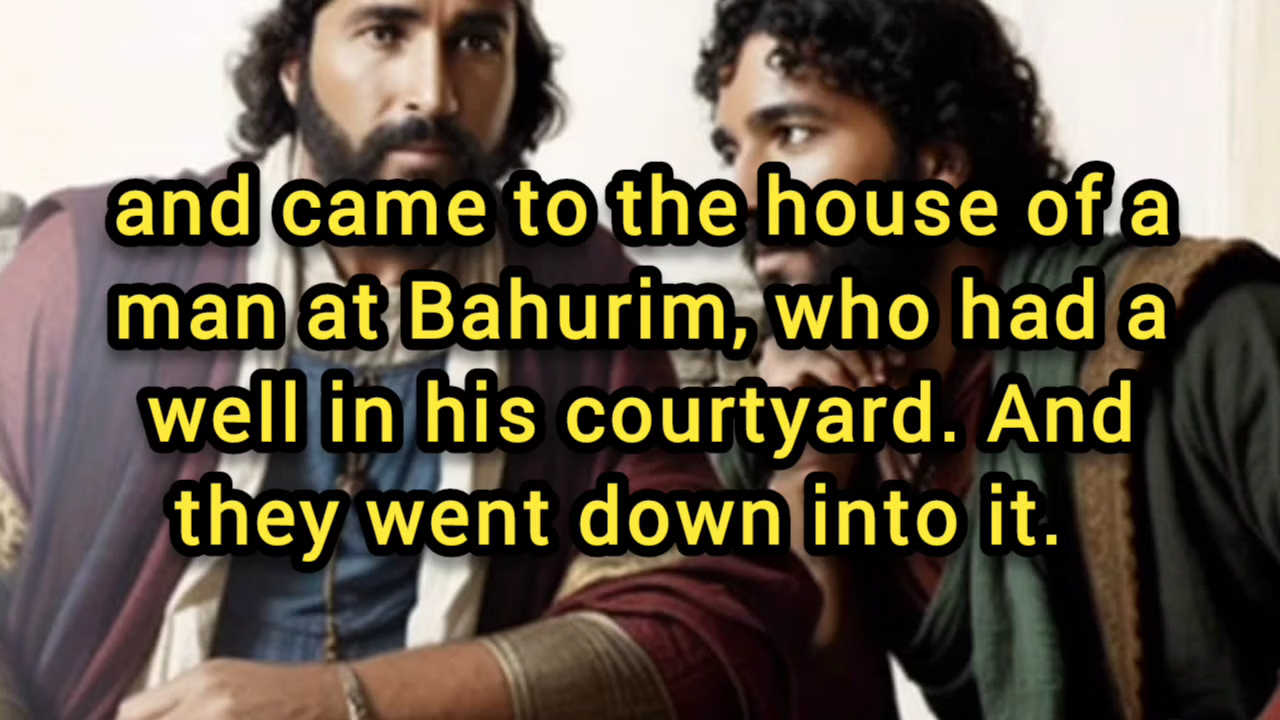 and came to the house of a
man at Bahurim, who had a
well in his courtyard. And
they went down into it.